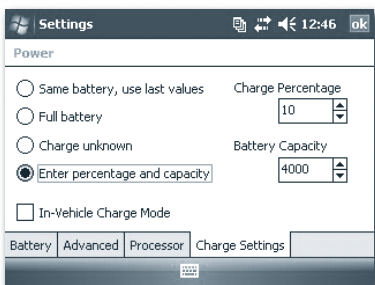 Settings 12:46 ok
Power
Same battery, use last values
Full battery
Charge unknown
Enter percentage and capacity
Charge Percentage
10
Battery Capacity
4000
In-Vehicle Charge Mode
Battery Advanced Processor Charge Settings